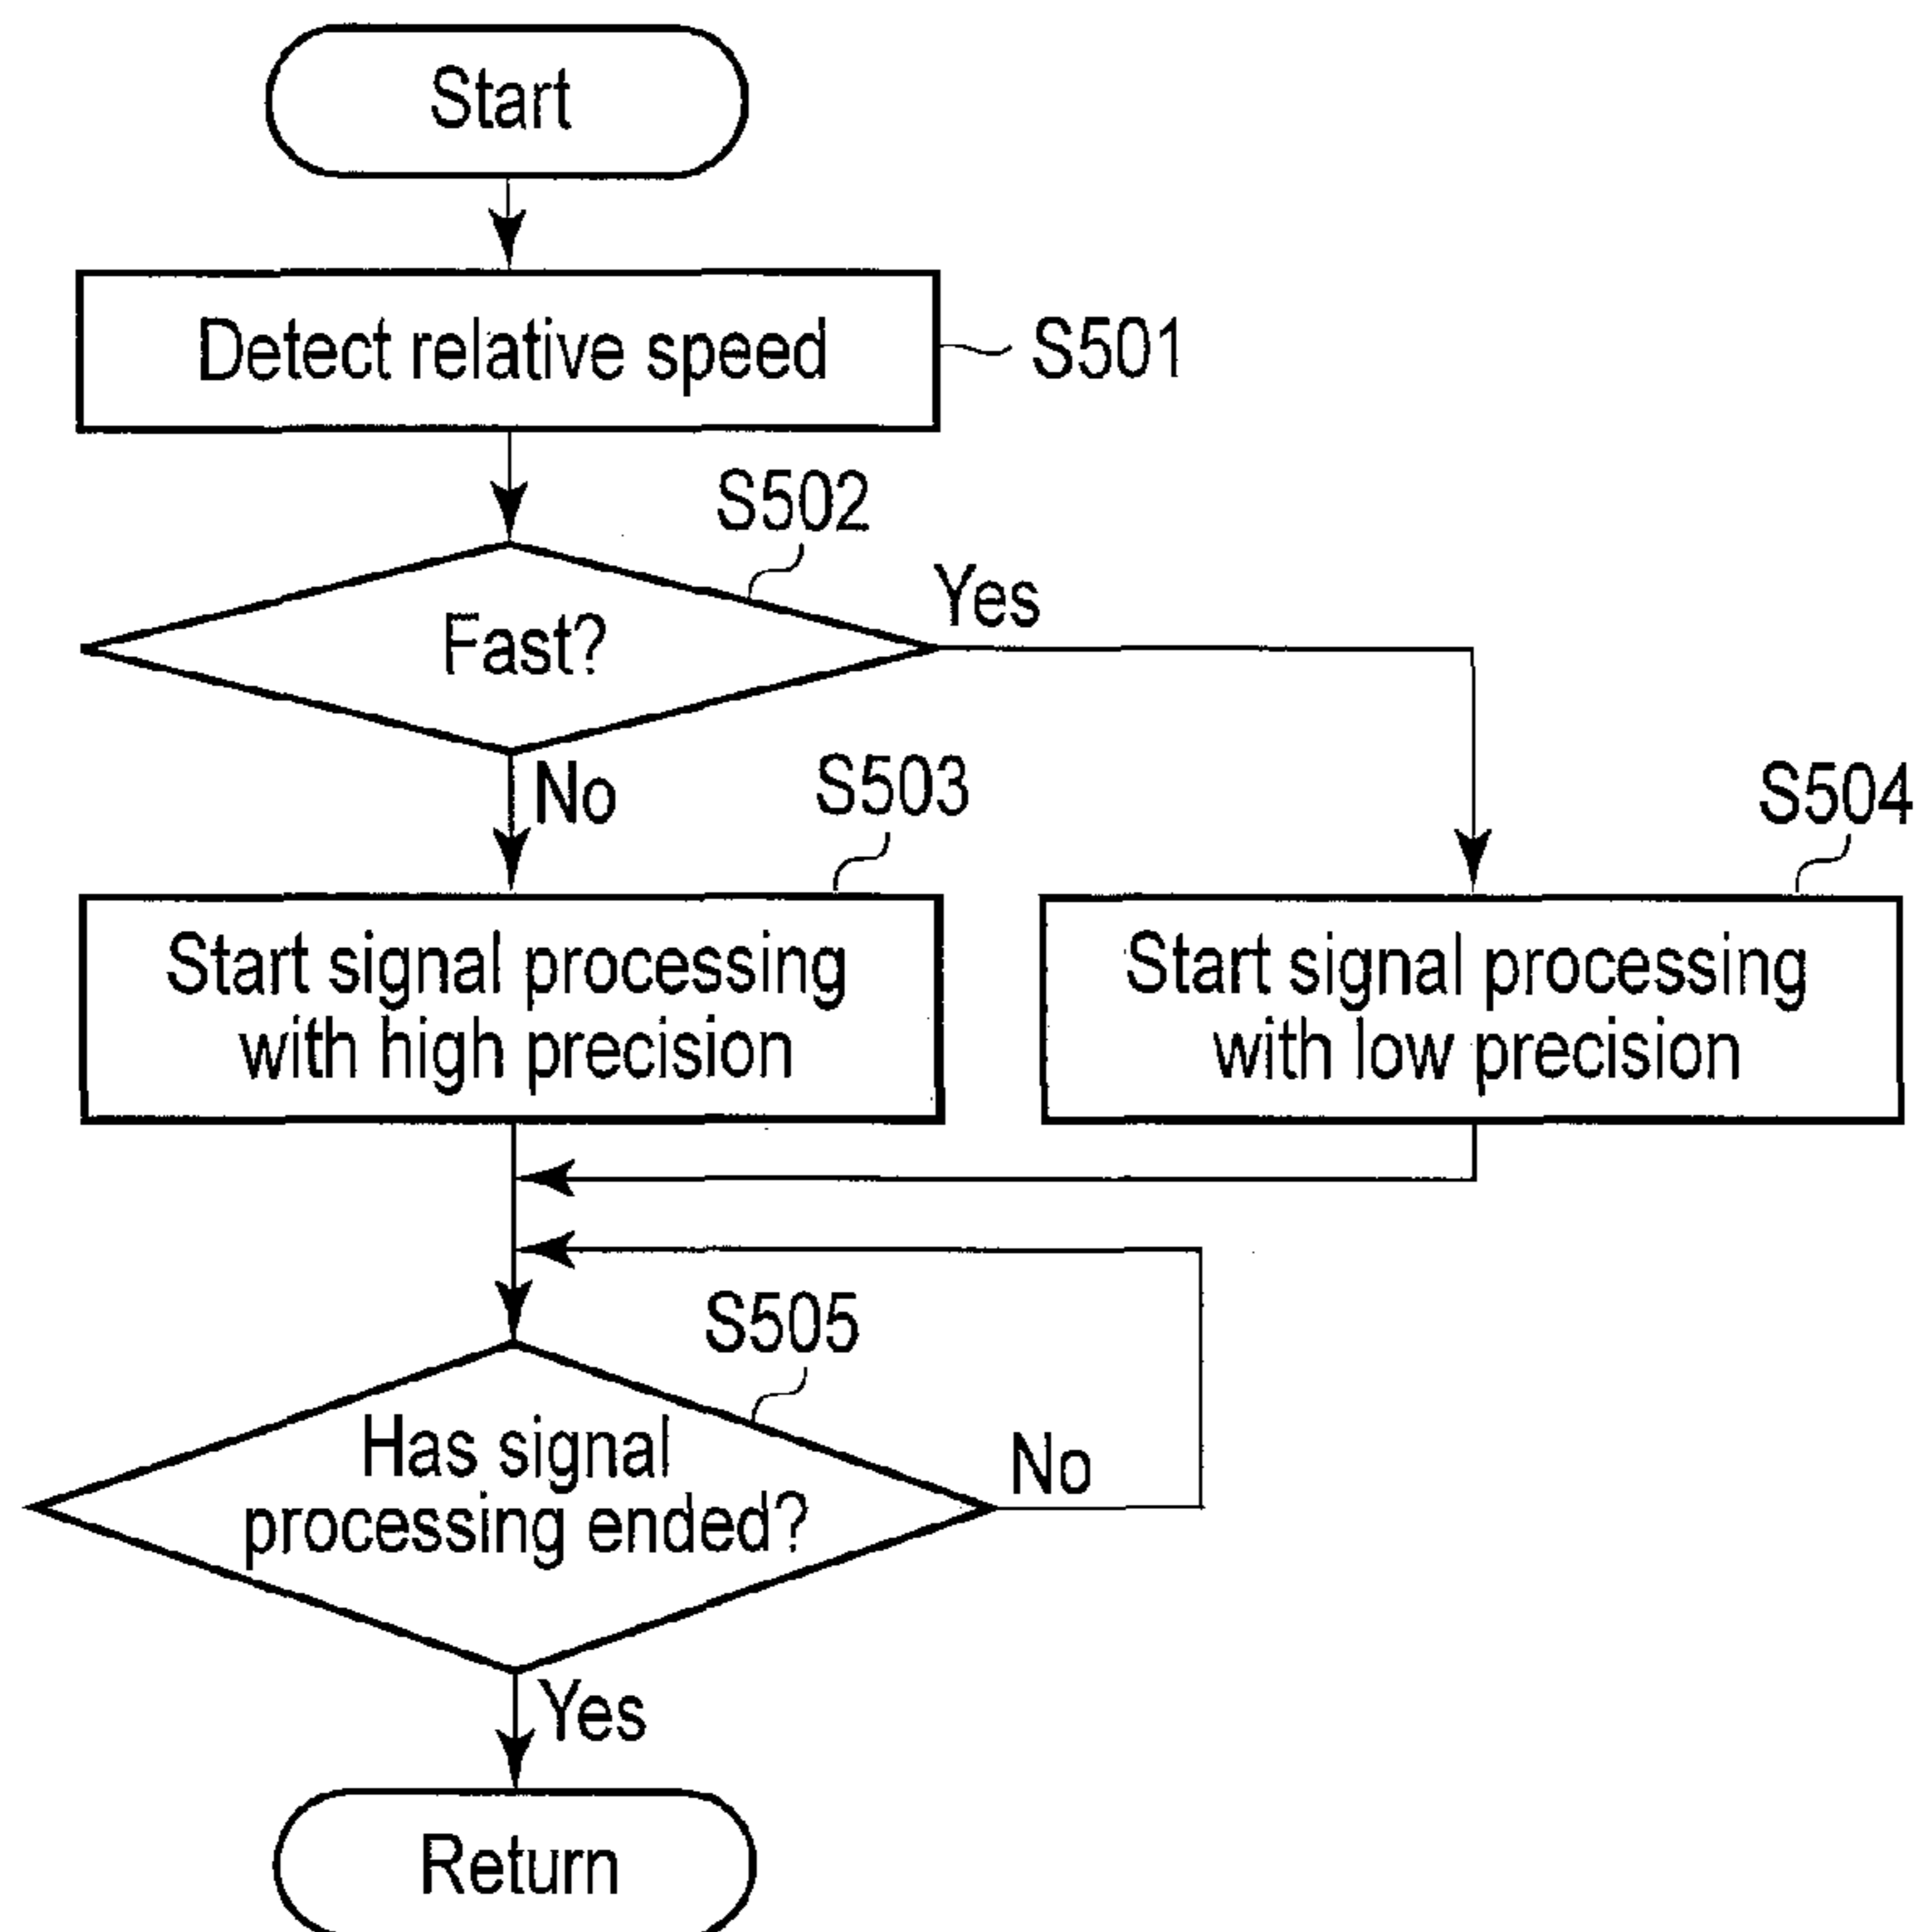 Start
Detect relative speed
S501
S502
Fast?
Yes
No
S503
S504
Start signal processing
with high precision
Start signal processing
with low precision
S505
Has signal
processing ended?
No
Yes
Return